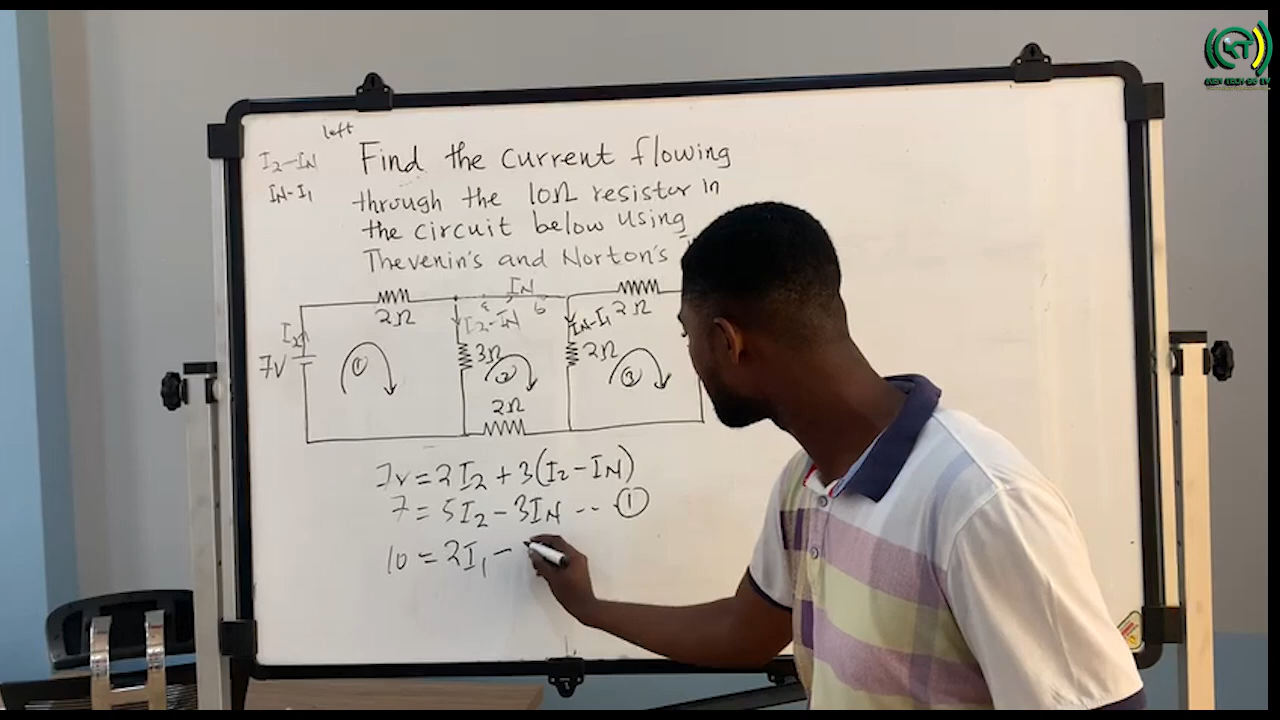 left
I₂-IN
IN-I₁
Find the current flowing
through the 10Ω resistor in
the circuit below using
Thevenin's and Norton's
IN
a
b
2Ω
2Ω
I₂
I₂-IN
IN-I₁
7V
1
3Ω
2
2Ω
3
2Ω
7V = 2I₂ + 3(I₂ - IN)
7 = 5I₂ - 3IN -- 1
10 = 2I₁ -
KT